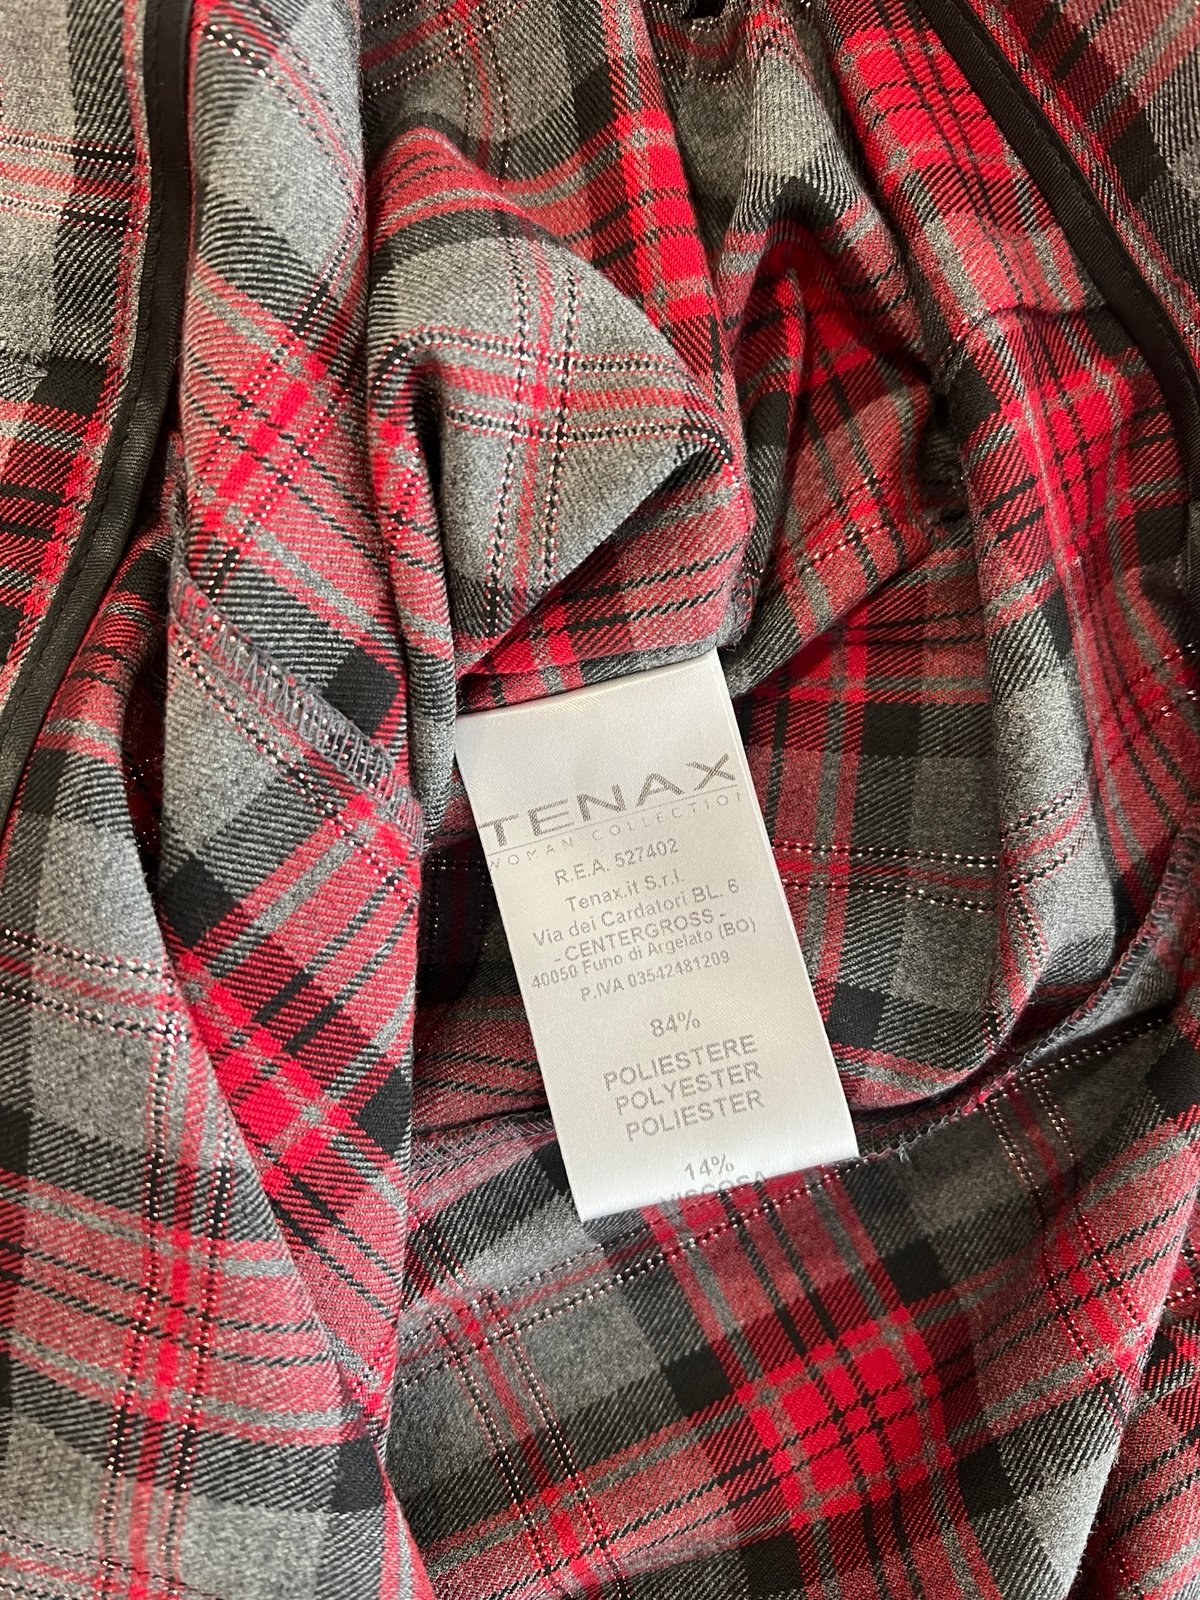 TENAX
WOMAN COLLECTION
R.E.A. 527402
Tenax.it S.r.l.
Via dei Cardatori BL. 6
- CENTERGROSS -
40050 Funo di Argelato (BO)
P.IVA 03542481209
84%
POLIESTERE
POLYESTER
POLIESTER
14%
VISCOSA